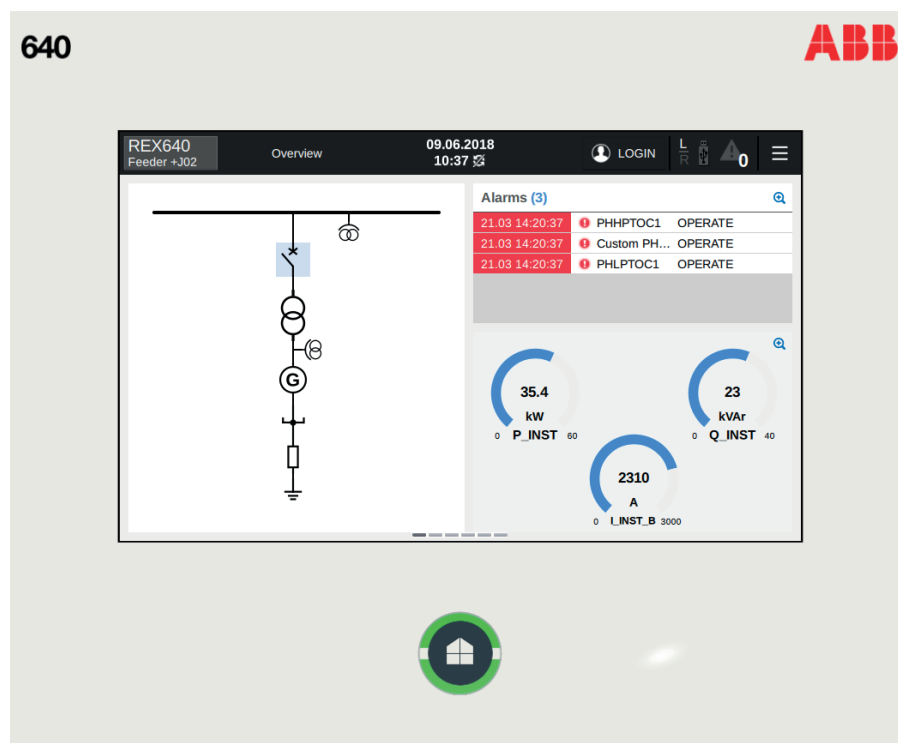 640
ABB
REX640
Feeder +J02
Overview
09.06.2018
10:37
LOGIN
L
R
0
Alarms (3)
21.03 14:20:37 PHHPTOC1 OPERATE
21.03 14:20:37 Custom PH... OPERATE
21.03 14:20:37 PHLPTOC1 OPERATE
G
35.4
kW
0 P_INST 60
23
kVAr
0 Q_INST 40
2310
A
0 I_INST_B 3000